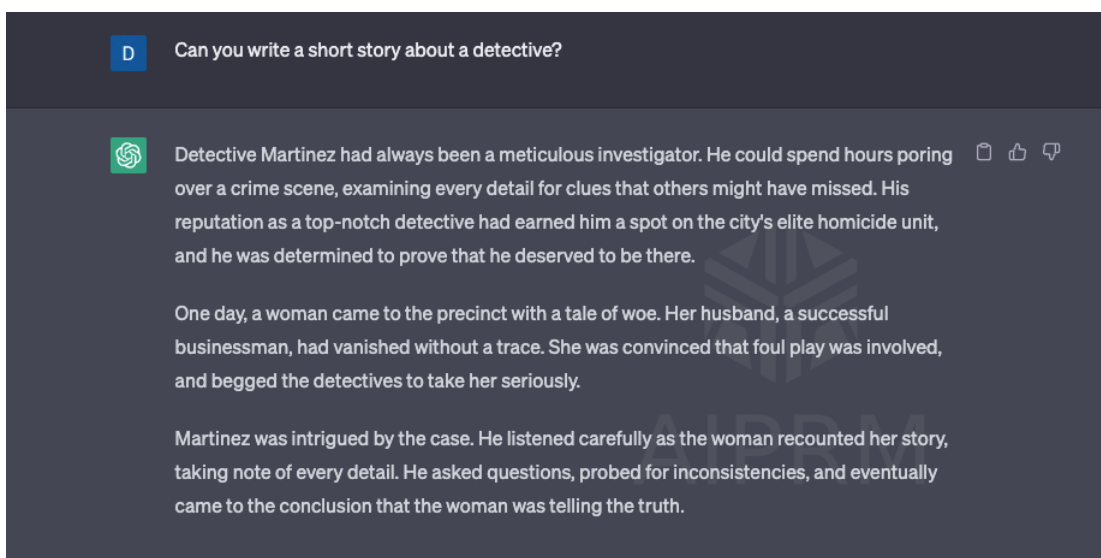 D
Can you write a short story about a detective?
Detective Martinez had always been a meticulous investigator. He could spend hours poring
over a crime scene, examining every detail for clues that others might have missed. His
reputation as a top-notch detective had earned him a spot on the city's elite homicide unit,
and he was determined to prove that he deserved to be there.
One day, a woman came to the precinct with a tale of woe. Her husband, a successful
businessman, had vanished without a trace. She was convinced that foul play was involved,
and begged the detectives to take her seriously.
Martinez was intrigued by the case. He listened carefully as the woman recounted her story,
taking note of every detail. He asked questions, probed for inconsistencies, and eventually
came to the conclusion that the woman was telling the truth.
AIPRM